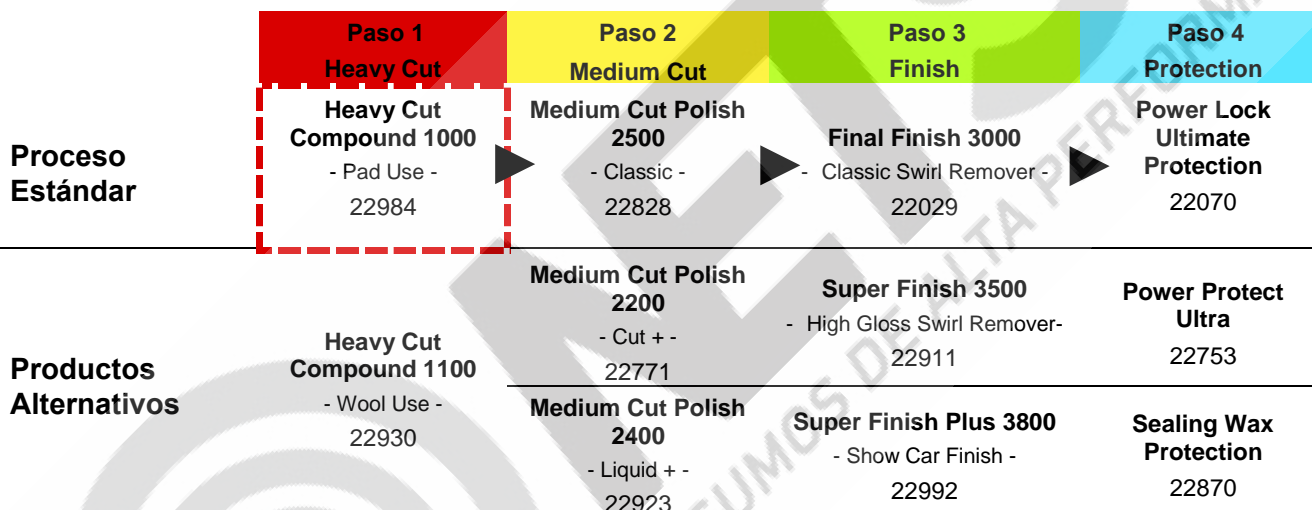 Paso 1
Heavy Cut
Paso 2
Medium Cut
Paso 3
Finish
Paso 4
Protection
Proceso
Estándar
Heavy Cut
Compound 1000
- Pad Use -
22984
Medium Cut Polish
2500
- Classic -
22828
Final Finish 3000
- Classic Swirl Remover -
22029
Power Lock
Ultimate
Protection
22070
Productos
Alternativos
Heavy Cut
Compound 1100
- Wool Use -
22930
Medium Cut Polish
2200
- Cut + -
22771
Super Finish 3500
- High Gloss Swirl Remover-
22911
Power Protect
Ultra
22753
Medium Cut Polish
2400
- Liquid + -
22923
Super Finish Plus 3800
- Show Car Finish -
22992
Sealing Wax
Protection
22870
SUMOS DE ALTA PERFORM